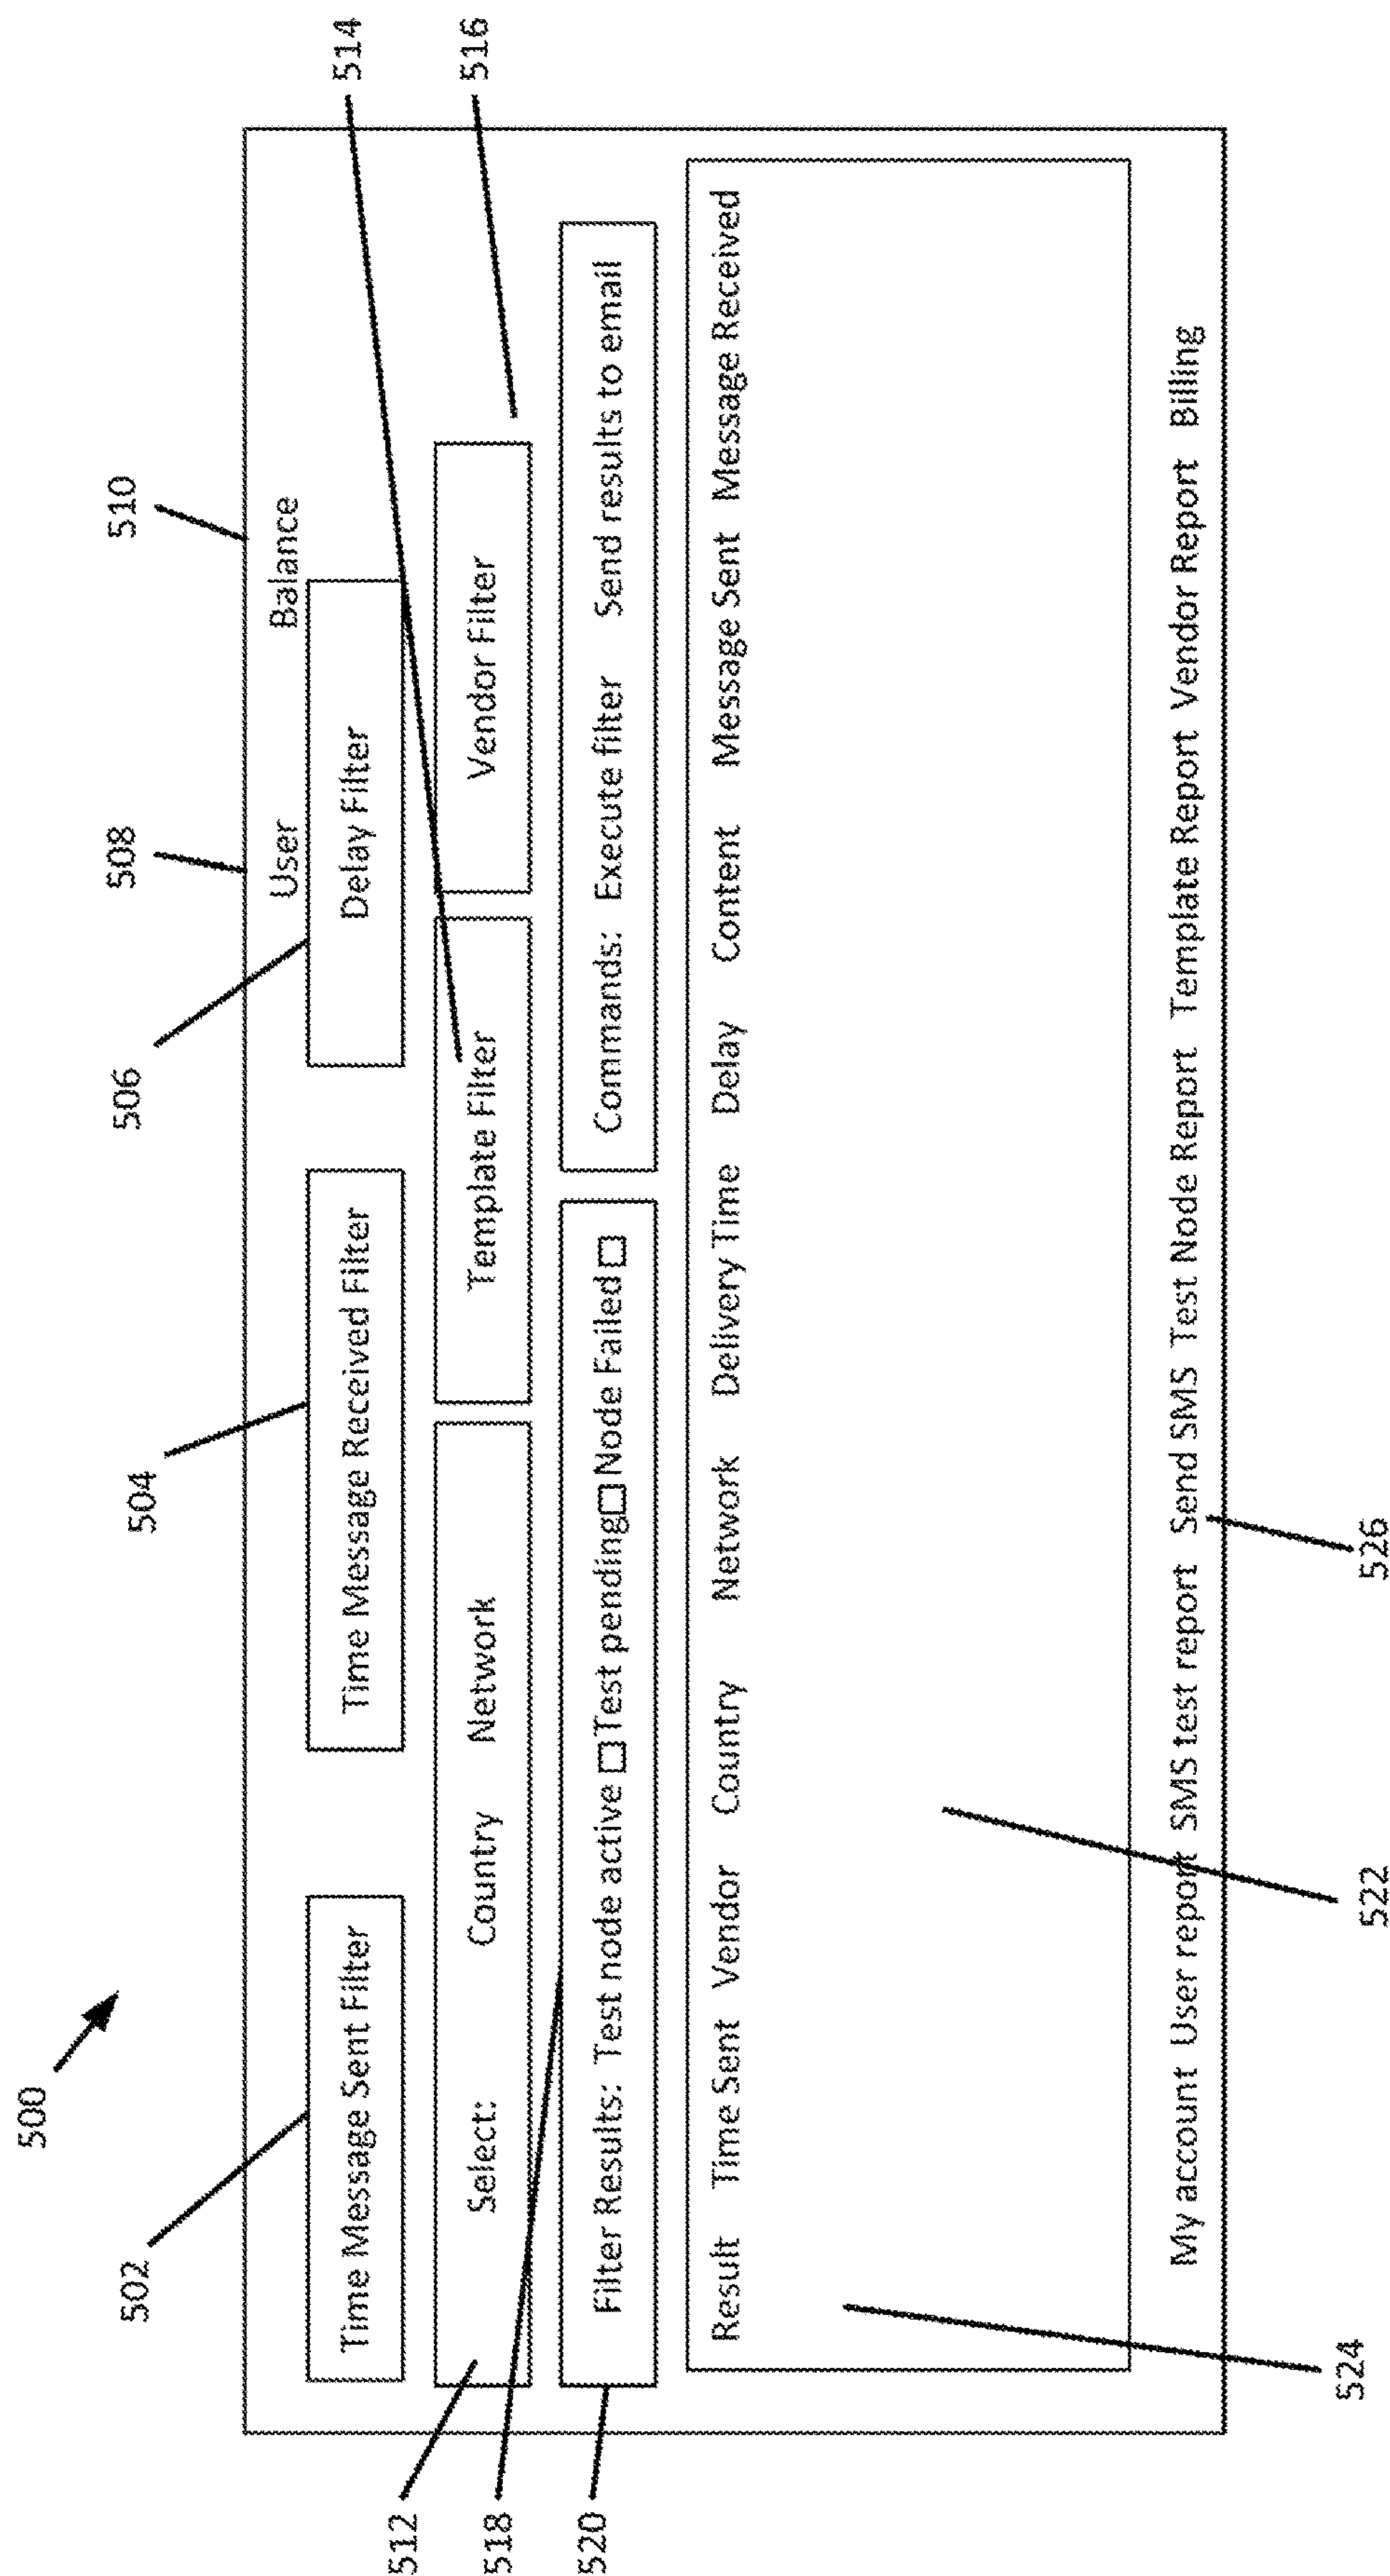 500
502
504
506
508
510
514
516
User Balance
Time Message Sent Filter Time Message Received Filter Delay Filter
Select: Country Network Template Filter Vendor Filter
Filter Results: Test node active Test pending Node Failed Commands: Execute filter Send results to email
Result Time Sent Vendor Country Network Delivery Time Delay Content Message Sent Message Received
My account User report SMS test report Send SMS Test Node Report Template Report Vendor Report Billing
512
518
520
524
522
526